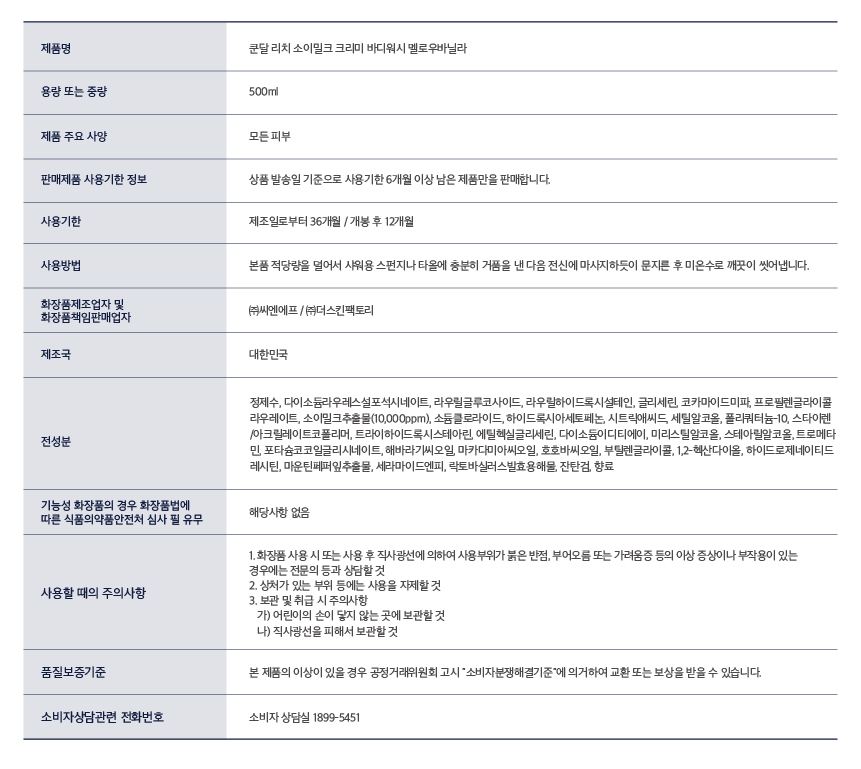 제품명
쿤달 리치 소이밀크 크리미 바디워시 멜로우바닐라
용량 또는 중량
500ml
제품 주요 사양
모든 피부
판매제품 사용기한 정보
상품 발송일 기준으로 사용기한 6개월 이상 남은 제품만을 판매합니다.
사용기한
제조일로부터 36개월 / 개봉 후 12개월
사용방법
본품 적당량을 덜어서 샤워용 스펀지나 타올에 충분히 거품을 낸 다음 전신에 마사지하듯이 문지른 후 미온수로 깨끗이 씻어냅니다.
화장품제조업자 및
화장품책임판매업자
㈜씨엔에프 / ㈜더스킨팩토리
제조국
대한민국
전성분
정제수, 다이소듐라우레스설포석시네이트, 라우릴글루코사이드, 라우릴하이드록시설테인, 글리세린, 코카마이드미파, 프로필렌글라이콜
라우레이트, 소이밀크추출물(10,000ppm), 소듐클로라이드, 하이드록시아세토페논, 시트릭애씨드, 세틸알코올, 폴리쿼터늄-10, 스타이렌
/아크릴레이트코폴리머, 트라이하이드록시스테아린, 에틸헥실글리세린, 다이소듐이디티에이, 미리스틸알코올, 스테아릴알코올, 트로메타
민, 포타슘코코일글리시네이트, 해바라기씨오일, 마카다미아씨오일, 호호바씨오일, 부틸렌글라이콜, 1,2-헥산다이올, 하이드로제네이티드
레시틴, 마운틴페퍼잎추출물, 세라마이드엔피, 락토바실러스발효용해물, 잔탄검, 향료
기능성 화장품의 경우 화장품법에
따른 식품의약품안전처 심사 필 유무
해당사항 없음
사용할 때의 주의사항
1. 화장품 사용 시 또는 사용 후 직사광선에 의하여 사용부위가 붉은 반점, 부어오름 또는 가려움증 등의 이상 증상이나 부작용이 있는
경우에는 전문의 등과 상담할 것
2. 상처가 있는 부위 등에는 사용을 자제할 것
3. 보관 및 취급 시 주의사항
가) 어린이의 손이 닿지 않는 곳에 보관할 것
나) 직사광선을 피해서 보관할 것
품질보증기준
본 제품의 이상이 있을 경우 공정거래위원회 고시 "소비자분쟁해결기준"에 의거하여 교환 또는 보상을 받을 수 있습니다.
소비자상담관련 전화번호
소비자 상담실 1899-5451